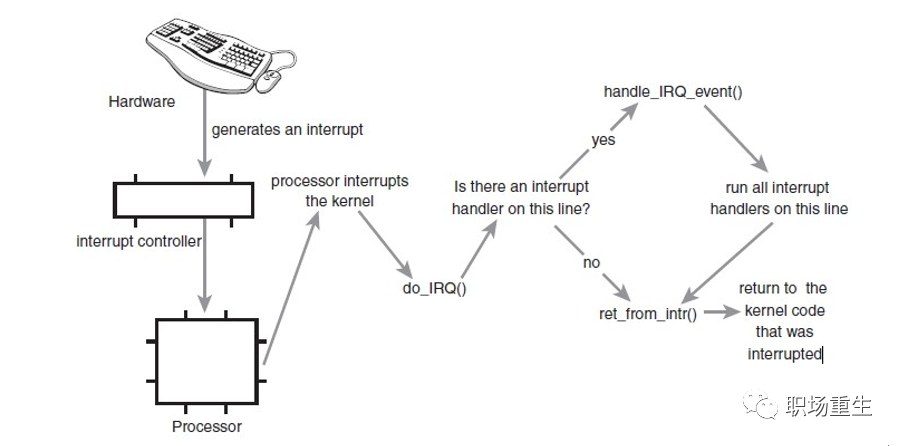 Hardware
generates an interrupt
interrupt controller
Processor
processor interrupts
the kernel
do_IRQ()
Is there an interrupt
handler on this line?
yes
no
handle_IRQ_event()
run all interrupt
handlers on this line
ret_from_intr()
return to the
kernel code
that was
interrupted
职场重生